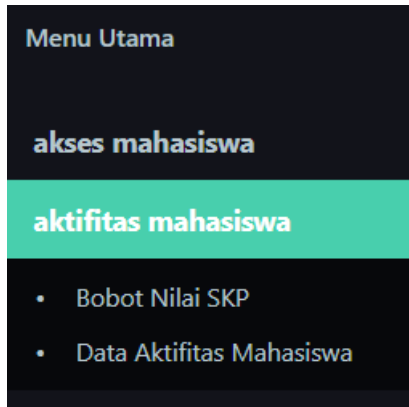 Menu Utama
akses mahasiswa
aktifitas mahasiswa
• Bobot Nilai SKP
• Data Aktifitas Mahasiswa